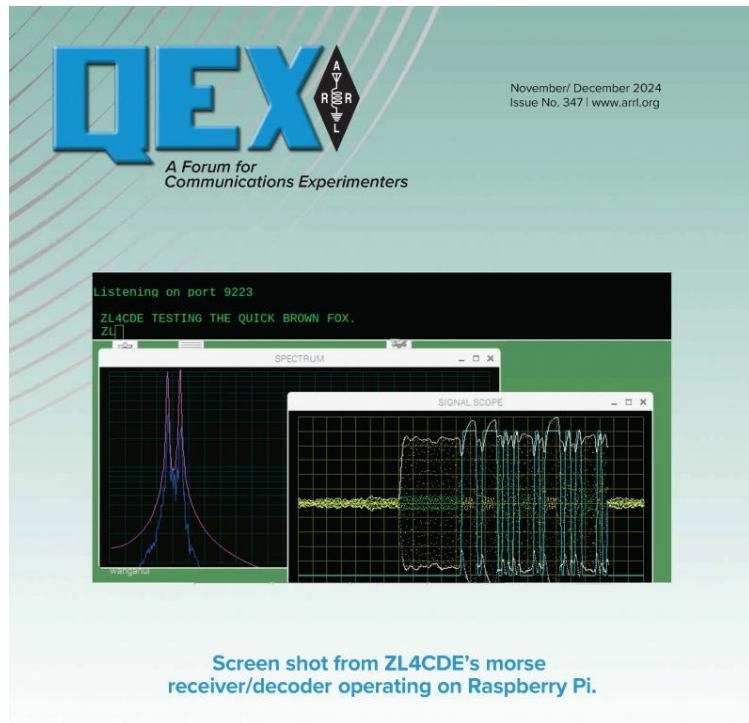 QEX
A
R R
L
November/ December 2024
Issue No. 347 | www.arrl.org
A Forum for
Communications Experimenters
Listening on port 9223
ZL4CDE TESTING THE QUICK BROWN FOX.
ZL
SPECTRUM
SIGNAL SCOPE
wanganui
Screen shot from ZL4CDE's morse
receiver/decoder operating on Raspberry Pi.